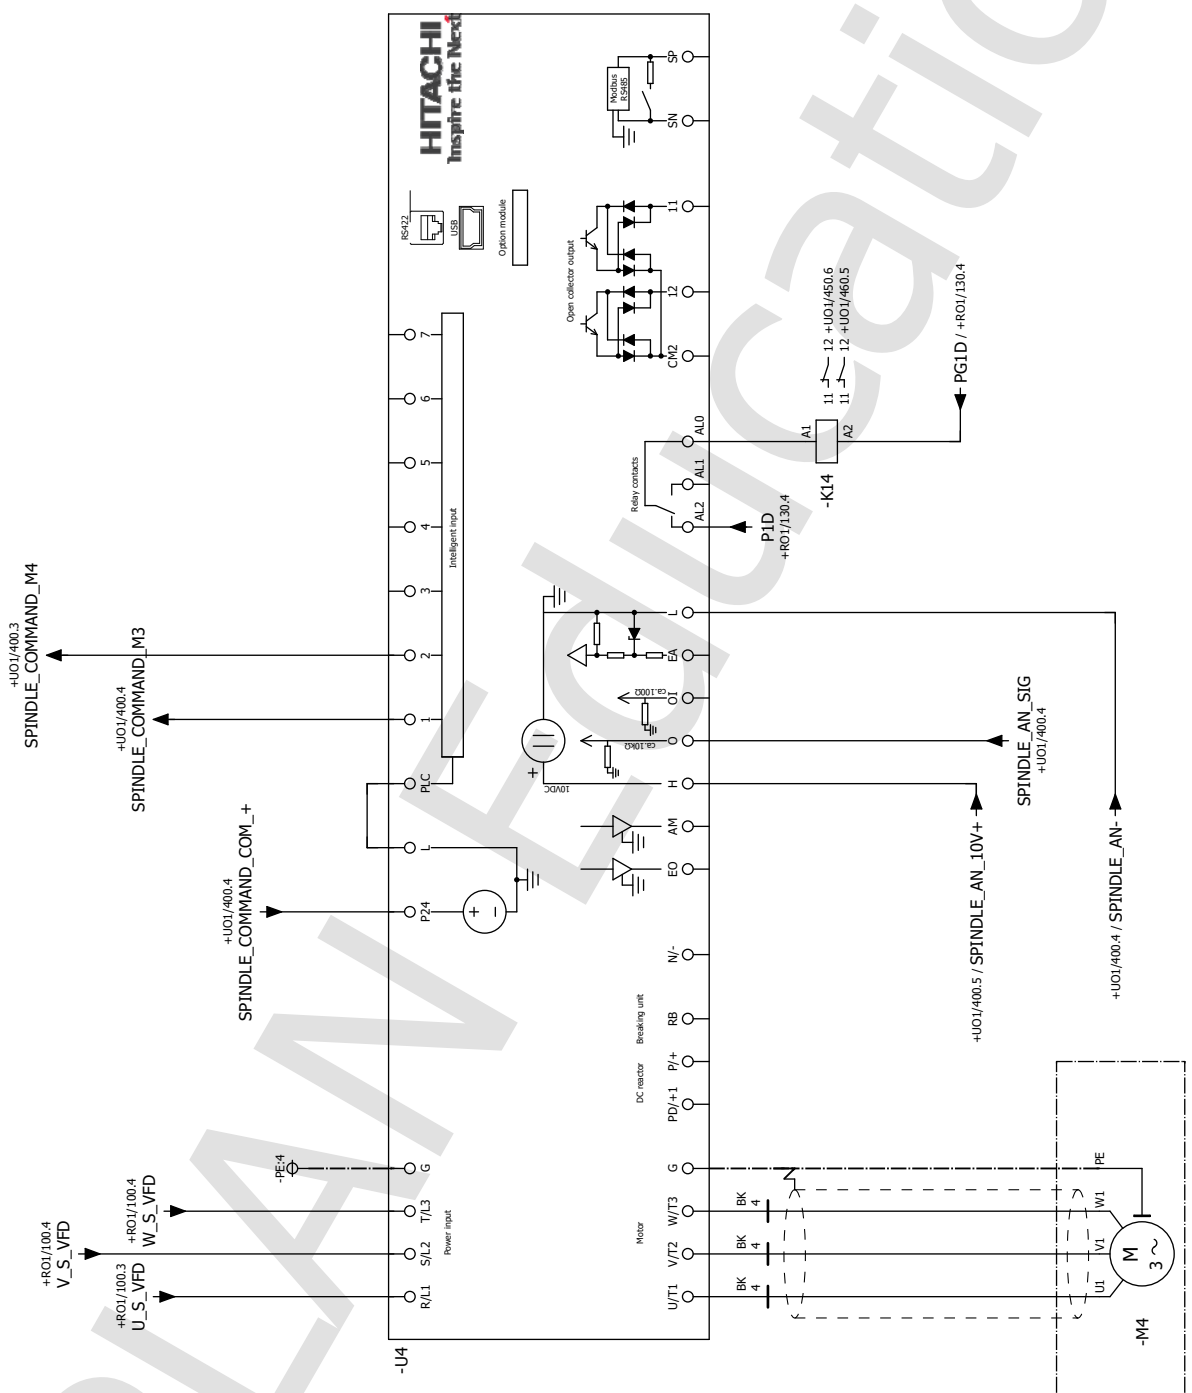 -U4
HITACHI
Inspire the Next
RS422
USB
Option module
Modbus
RS485
SP
SN
Open collector output
11
12
CM2
Relay contacts
AL0
AL1
AL2
Intelligent input
7
6
5
4
3
2
1
PLC
L
P24
+
−
+UO1/400.3
SPINDLE_COMMAND_M4
+UO1/400.4
SPINDLE_COMMAND_M3
+UO1/400.4
SPINDLE_COMMAND_COM_+
L
EA
OI
O
H
AM
EO
ca.100Ω
ca.10kΩ
10VDC
+
N/-
RB
P/+
PD/+1
Breaking unit
DC reactor
-PE:4
G
T/L3
S/L2
R/L1
Power input
+RO1/100.4
W_S_VFD
+RO1/100.4
V_S_VFD
+RO1/100.3
U_S_VFD
Motor
G
W/T3
V/T2
U/T1
BK
4
BK
4
BK
4
PE
W1
V1
U1
M
3 ~
-M4
P1D
+RO1/130.4
-K14
A1
A2
11 12 +UO1/450.6
11 12 +UO1/460.5
PG1D / +RO1/130.4
SPINDLE_AN_SIG
+UO1/400.4
+UO1/400.5 / SPINDLE_AN_10V+
+UO1/400.4 / SPINDLE_AN-
PLAN Educatio